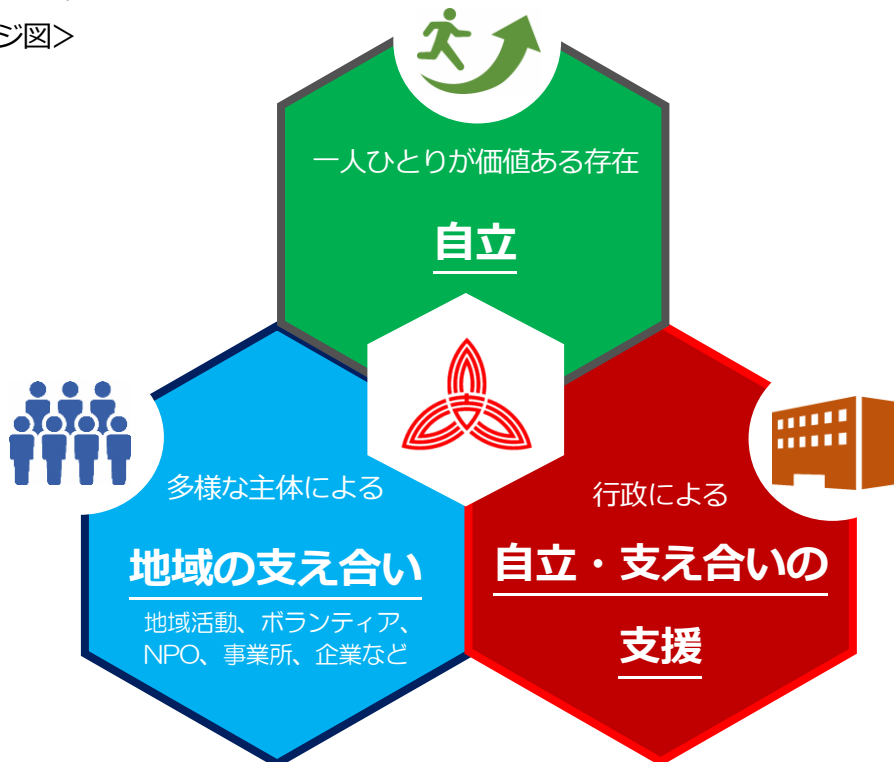 ジ図>
一人ひとりが価値ある存在
自立
多様な主体による
地域の支え合い
地域活動、ボランティア、
NPO、事業所、企業など
行政による
自立・支え合いの
支援